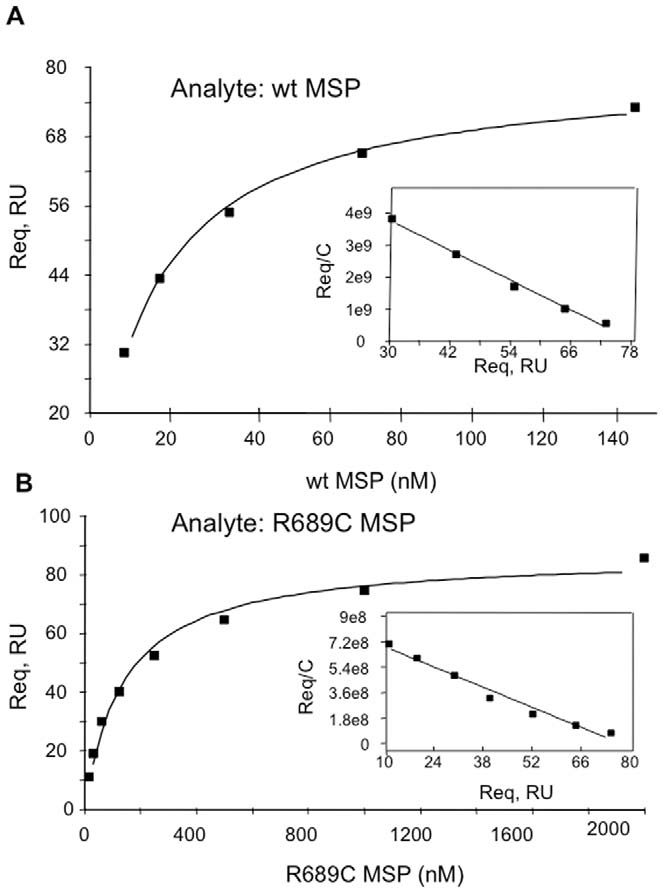 A
Analyte: wt MSP
80
68
56
44
32
20
Req, RU
0 20 40 60 80 100 120 140
wt MSP (nM)
4e9
3e9
2e9
1e9
0
Req/C
30 42 54 66 78
Req, RU
B
Analyte: R689C MSP
100
80
60
40
20
0
Req, RU
0 400 800 1200 1600 2000
R689C MSP (nM)
9e8
7.2e8
5.4e8
3.6e8
1.8e8
0
Req/C
10 24 38 52 66 80
Req, RU